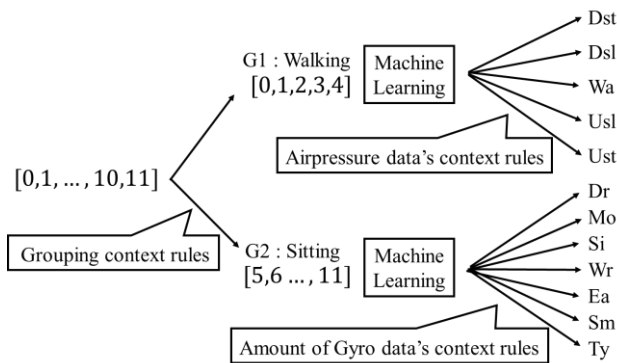 Dst
G1 : Walking
Machine
Learning
Dsl
[0,1,2,3,4]
Wa
Usl
Airpressure data's context rules
Ust
[0,1, ... , 10,11]
Grouping context rules
Dr
Mo
G2 : Sitting
Machine
Learning
Si
[5,6 ... , 11]
Wr
Ea
Sm
Amount of Gyro data's context rules
Ty